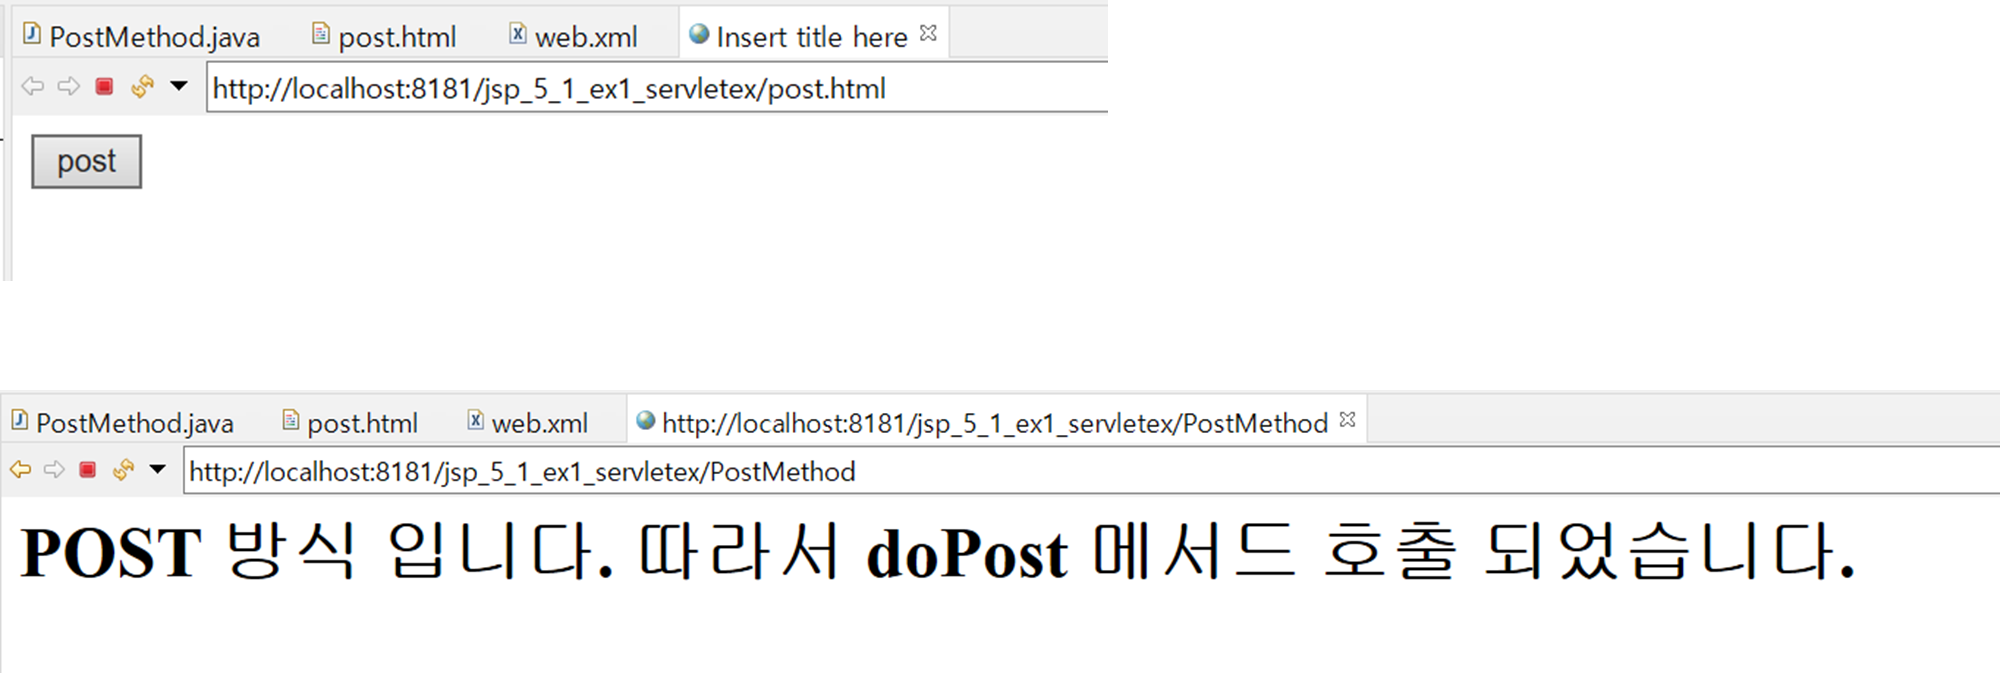 PostMethod.java post.html web.xml Insert title here
http://localhost:8181/jsp_5_1_ex1_servletex/post.html
post
PostMethod.java post.html web.xml http://localhost:8181/jsp_5_1_ex1_servletex/PostMethod
http://localhost:8181/jsp_5_1_ex1_servletex/PostMethod
POST 방식 입니다. 따라서 doPost 메서드 호출 되었습니다.